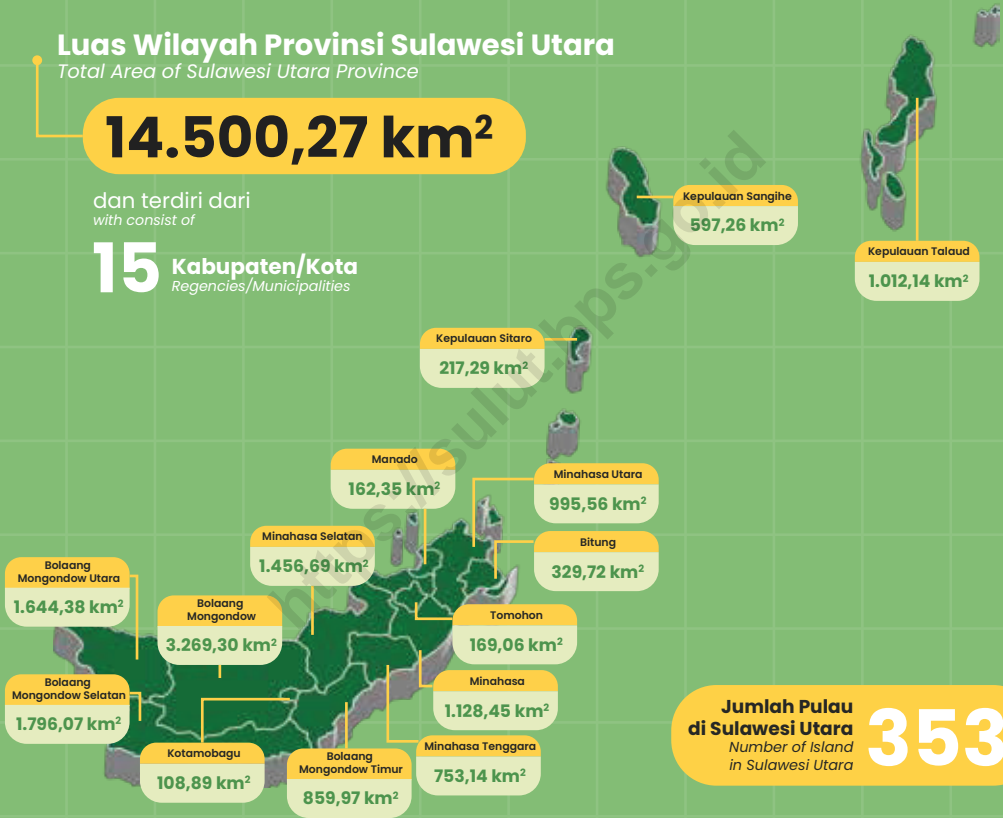 Luas Wilayah Provinsi Sulawesi Utara
Total Area of Sulawesi Utara Province
14.500,27 km²
dan terdiri dari
with consist of
15
Kabupaten/Kota
Regencies/Municipalities
Kepulauan Sangihe
597,26 km²
Kepulauan Talaud
1.012,14 km²
Kepulauan Sitaro
217,29 km²
Manado
162,35 km²
Minahasa Utara
995,56 km²
Minahasa Selatan
1.456,69 km²
Bitung
329,72 km²
Bolaang
Mongondow Utara
1.644,38 km²
Bolaang
Mongondow
3.269,30 km²
Tomohon
169,06 km²
Bolaang
Mongondow Selatan
1.796,07 km²
Minahasa
1.128,45 km²
Kotamobagu
108,89 km²
Bolaang
Mongondow Timur
859,97 km²
Minahasa Tenggara
753,14 km²
Jumlah Pulau
di Sulawesi Utara
Number of Island
in Sulawesi Utara
353
https://sulut.bps.go.id